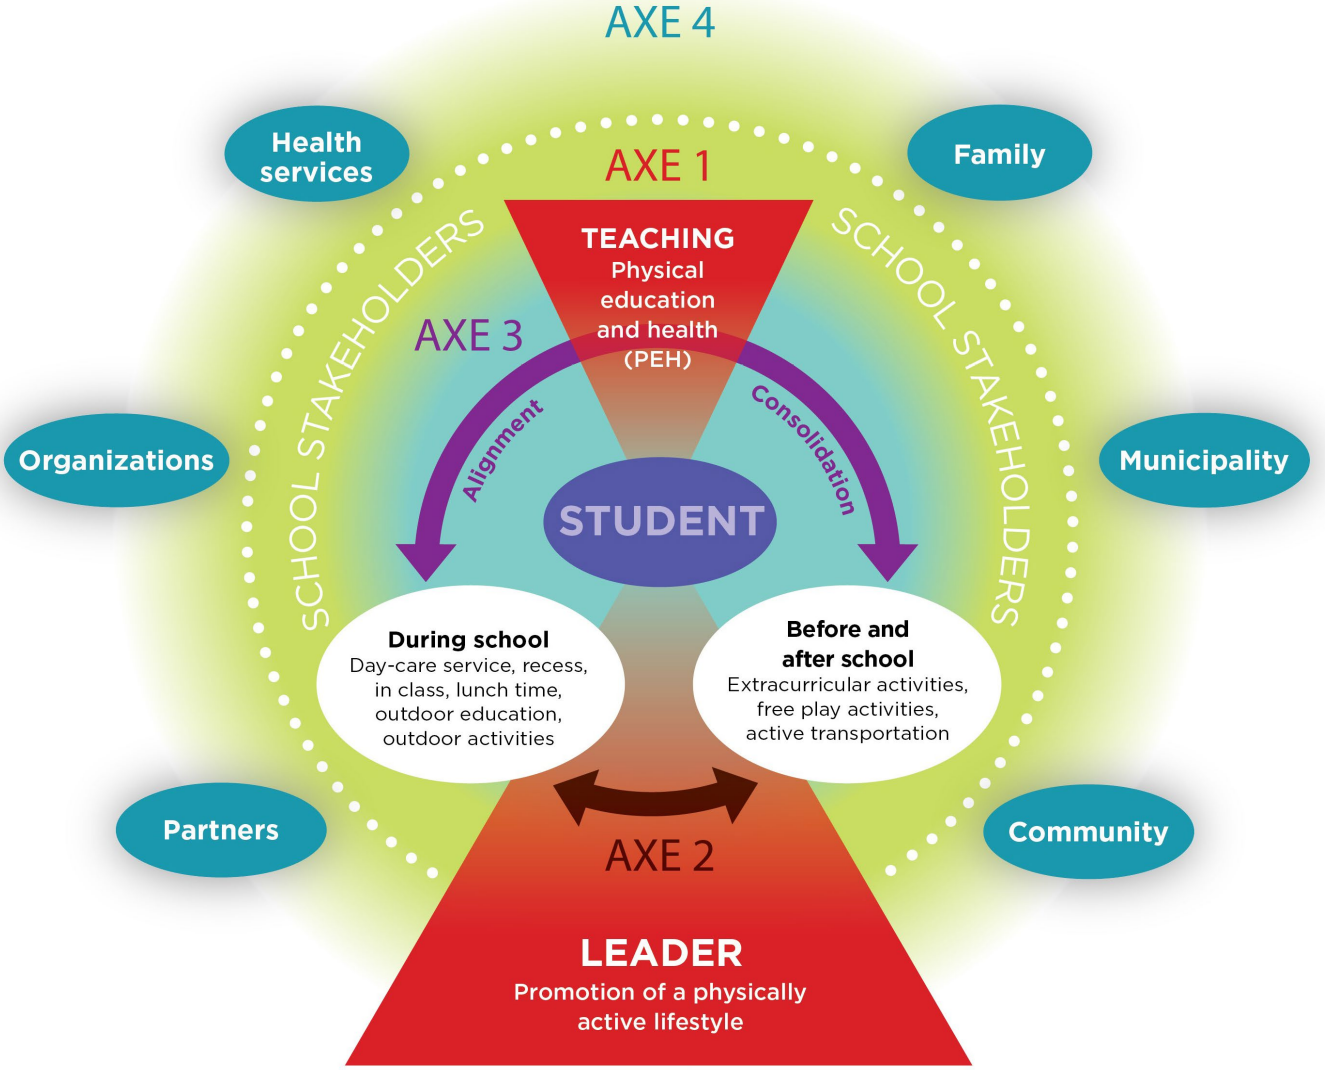 AXE 4
Health
services
Family
AXE 1
SCHOOL STAKEHOLDERS
SCHOOL STAKEHOLDERS
TEACHING
Physical
education
and health
(PEH)
AXE 3
Alignment
Consolidation
Organizations
Municipality
STUDENT
During school
Day-care service, recess,
in class, lunch time,
outdoor education,
outdoor activities
Before and
after school
Extracurricular activities,
free play activities,
active transportation
Partners
Community
AXE 2
LEADER
Promotion of a physically
active lifestyle